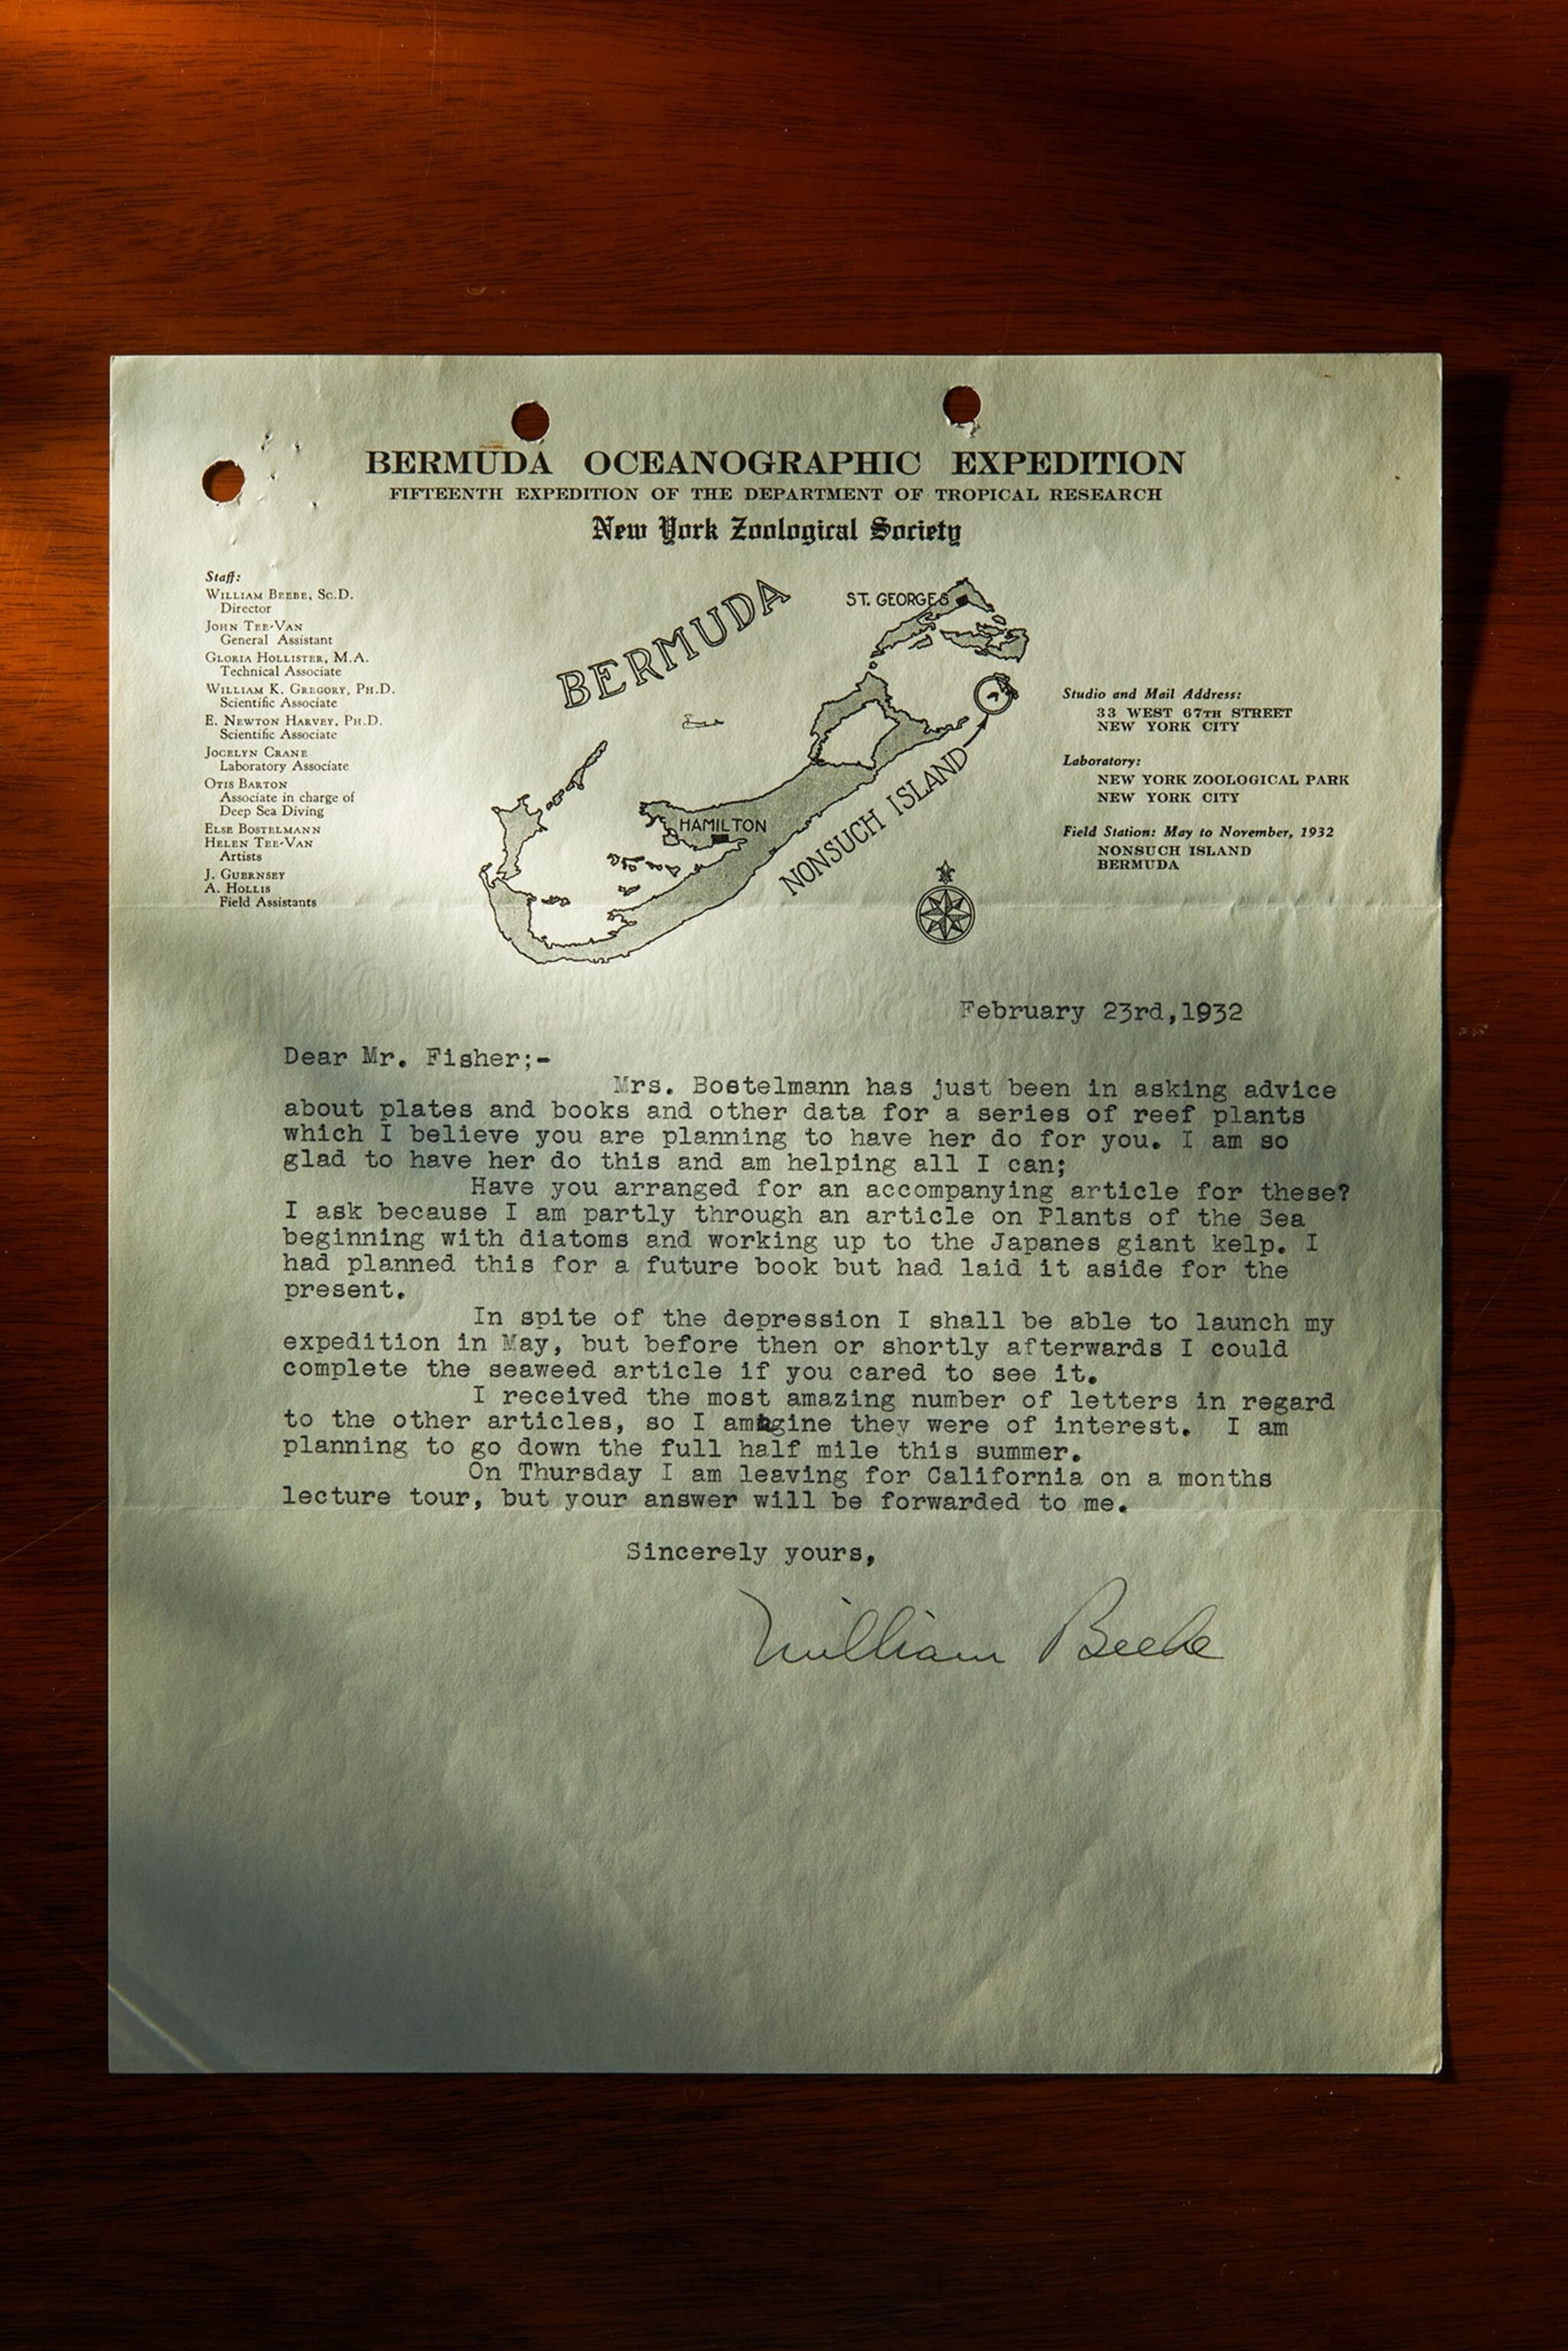 BERMUDA OCEANOGRAPHIC EXPEDITION
FIFTEENTH EXPEDITION OF THE DEPARTMENT OF TROPICAL RESEARCH
New York Zoological Society
Staff:
WILLIAM BEEBE, Sc.D.
Director
JOHN TEE-VAN
General Assistant
GLORIA HOLLISTER, M.A.
Technical Associate
WILLIAM K. GREGORY, PH.D.
Scientific Associate
E. NEWTON HARVEY, PH.D.
Scientific Associate
JOCELYN CRANE
Laboratory Associate
OTIS BARTON
Associate in charge of
Deep Sea Diving
ELSE BOSTELMANN
HELEN TEE-VAN
Artists
J. GUERNSEY
A. HOLLIS
Field Assistants
BERMUDA
ST. GEORGES
HAMILTON
NONSUCH ISLAND
Studio and Mail Address:
33 WEST 67TH STREET
NEW YORK CITY
Laboratory:
NEW YORK ZOOLOGICAL PARK
NEW YORK CITY
Field Station: May to November, 1932
NONSUCH ISLAND
BERMUDA
February 23rd,1932
Dear Mr. Fisher;-
Mrs. Bostelmann has just been in asking advice
about plates and books and other data for a series of reef plants
which I believe you are planning to have her do for you. I am so
glad to have her do this and am helping all I can;
Have you arranged for an accompanying article for these?
I ask because I am partly through an article on Plants of the Sea
beginning with diatoms and working up to the Japanes giant kelp. I
had planned this for a future book but had laid it aside for the
present.
In spite of the depression I shall be able to launch my
expedition in May, but before then or shortly afterwards I could
complete the seaweed article if you cared to see it.
I received the most amazing number of letters in regard
to the other articles, so I amagine they were of interest. I am
planning to go down the full half mile this summer.
On Thursday I am leaving for California on a months
lecture tour, but your answer will be forwarded to me.
Sincerely yours,
William Beebe